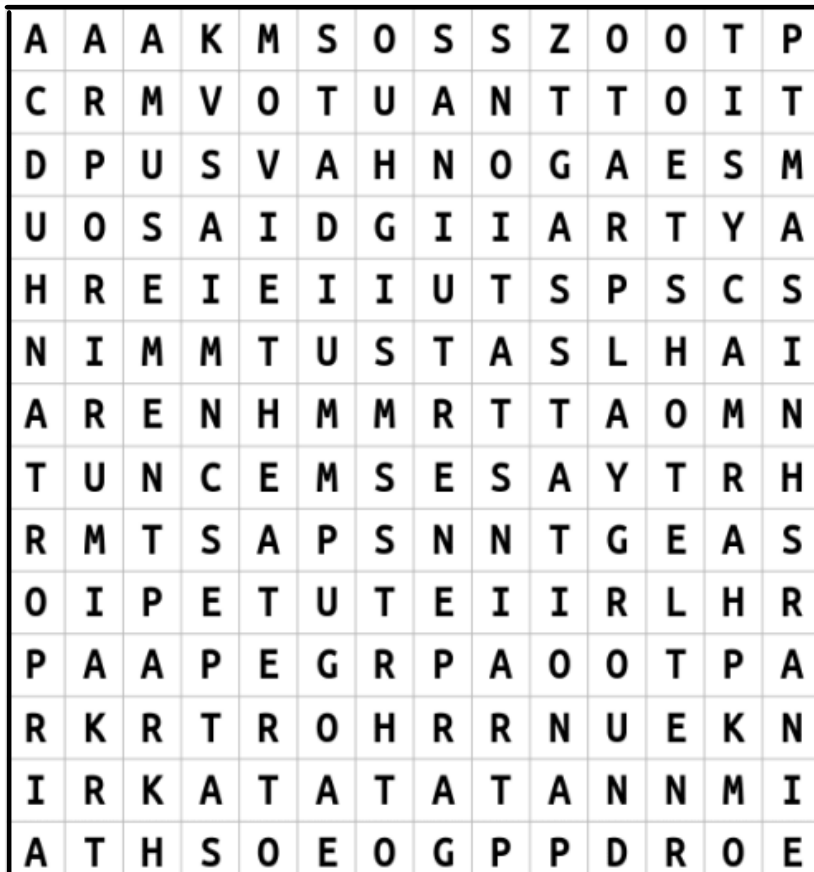 A A A K M S O S S Z O O T P
C R M V O T U A N T T O I T
D P U S V A H N O G A E S M
U O S A I D G I I A R T Y A
H R E I E I I U T S P S C S
N I M M T U S T A S L H A I
A R E N H M M R T T A O M N
T U N C E M S E S A Y T R H
R M T S A P S N N T G E A S
O I P E T U T E I I R L H R
P A A P E G R P A O O T P A
R K R T R O H R R N U E K N
I R K A T A T A T A N N M I
A T H S O E O G P P D R O E